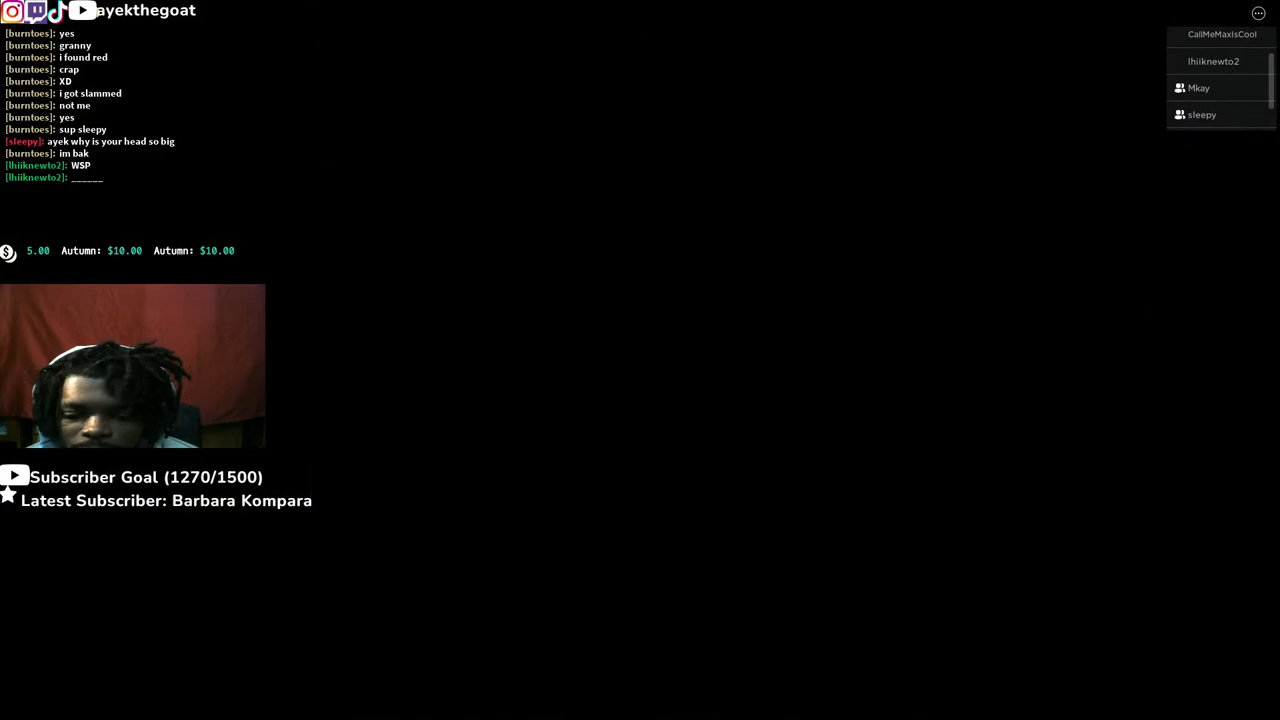 ayekthegoat
[burntoes]: yes
[burntoes]: granny
[burntoes]: i found red
[burntoes]: crap
[burntoes]: XD
[burntoes]: i got slammed
[burntoes]: not me
[burntoes]: yes
[burntoes]: sup sleepy
[sleepy]: ayek why is your head so big
[burntoes]: im bak
[lhiiknewto2]: WSP
[lhiiknewto2]: ______
CallMeMaxIsCool
lhiiknewto2
Mkay
sleepy
5.00 Autumn: $10.00 Autumn: $10.00
Subscriber Goal (1270/1500)
Latest Subscriber: Barbara Kompara